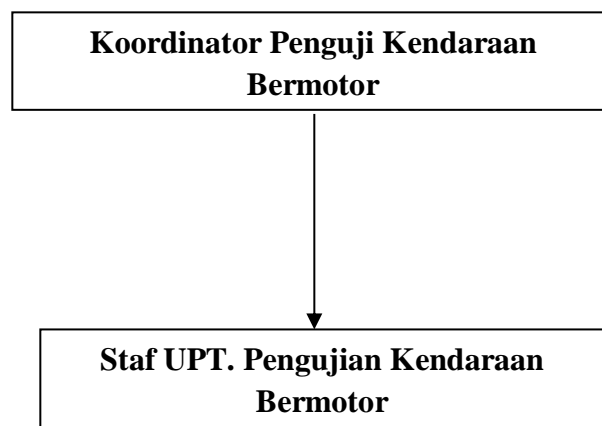 Koordinator Penguji Kendaraan
Bermotor
Staf UPT. Pengujian Kendaraan
Bermotor